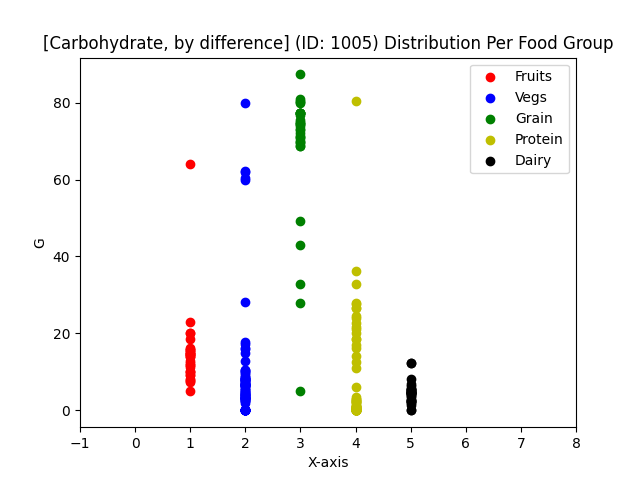 [Carbohydrate, by difference] (ID: 1005) Distribution Per Food Group
Fruits
Vegs
Grain
Protein
Dairy
80
60
40
20
0
G
−1 0 1 2 3 4 5 6 7 8
X-axis